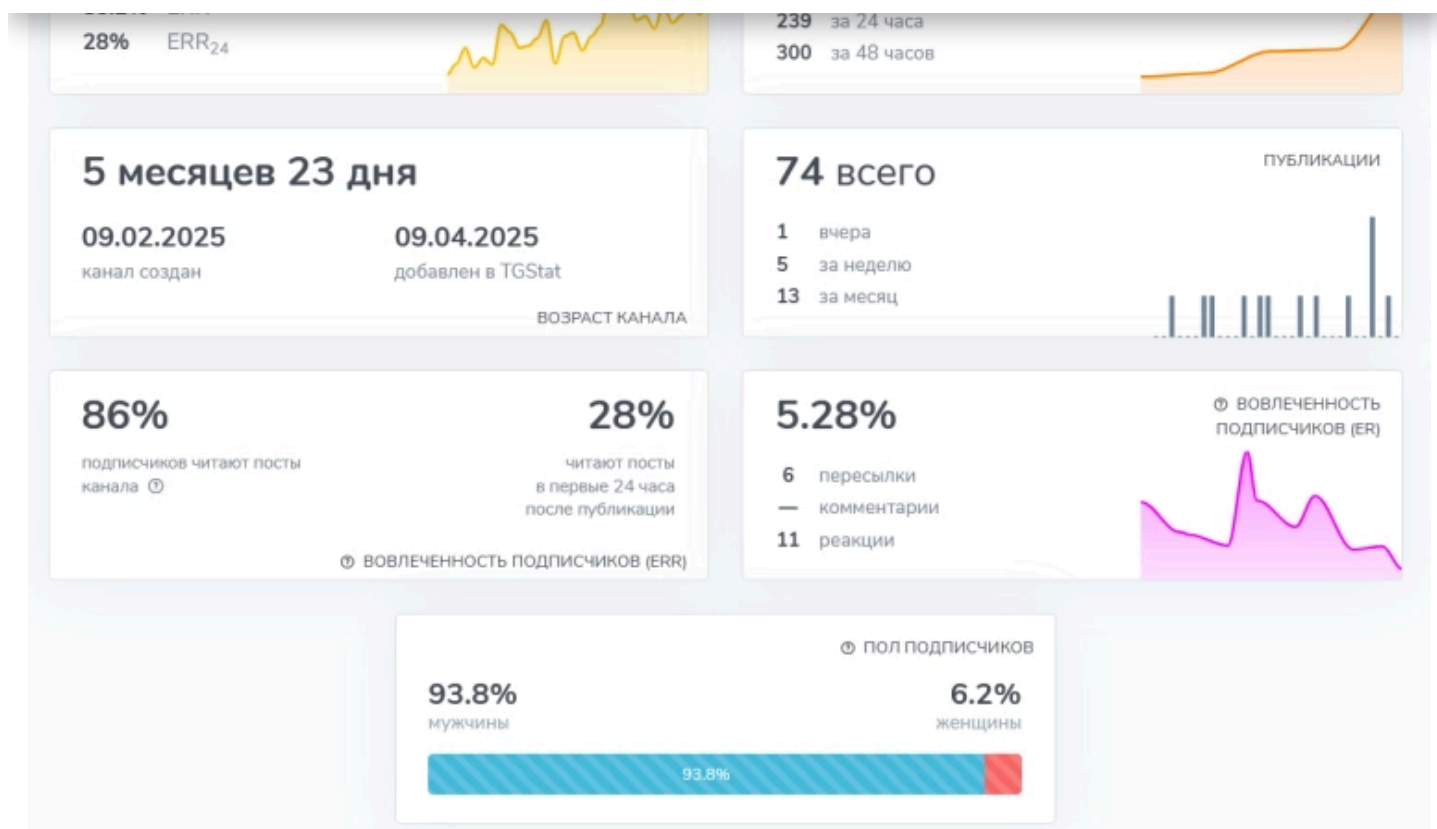 28% ERR24
239 за 24 часа
300 за 48 часов
5 месяцев 23 дня
09.02.2025
канал создан
09.04.2025
добавлен в TGStat
ВОЗРАСТ КАНАЛА
74 всего
ПУБЛИКАЦИИ
1 вчера
5 за неделю
13 за месяц
86%
подписчиков читают посты
канала
28%
читают посты
в первые 24 часа
после публикации
ВОВЛЕЧЕННОСТЬ ПОДПИСЧИКОВ (ERR)
5.28%
ВОВЛЕЧЕННОСТЬ
ПОДПИСЧИКОВ (ER)
6 пересылки
— комментарии
11 реакции
ПОЛ ПОДПИСЧИКОВ
93.8%
мужчины
6.2%
женщины
93.8%